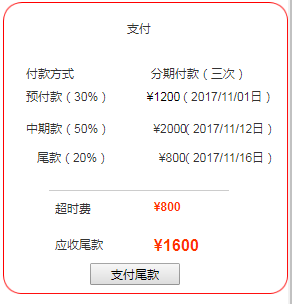 支付
付款方式 分期付款（三次）
预付款（30%） ¥1200（2017/11/01日）
中期款（50%） ¥2000（2017/11/12日）
尾款（20%） ¥800（2017/11/16日）
超时费 ¥800
应收尾款 ¥1600
支付尾款